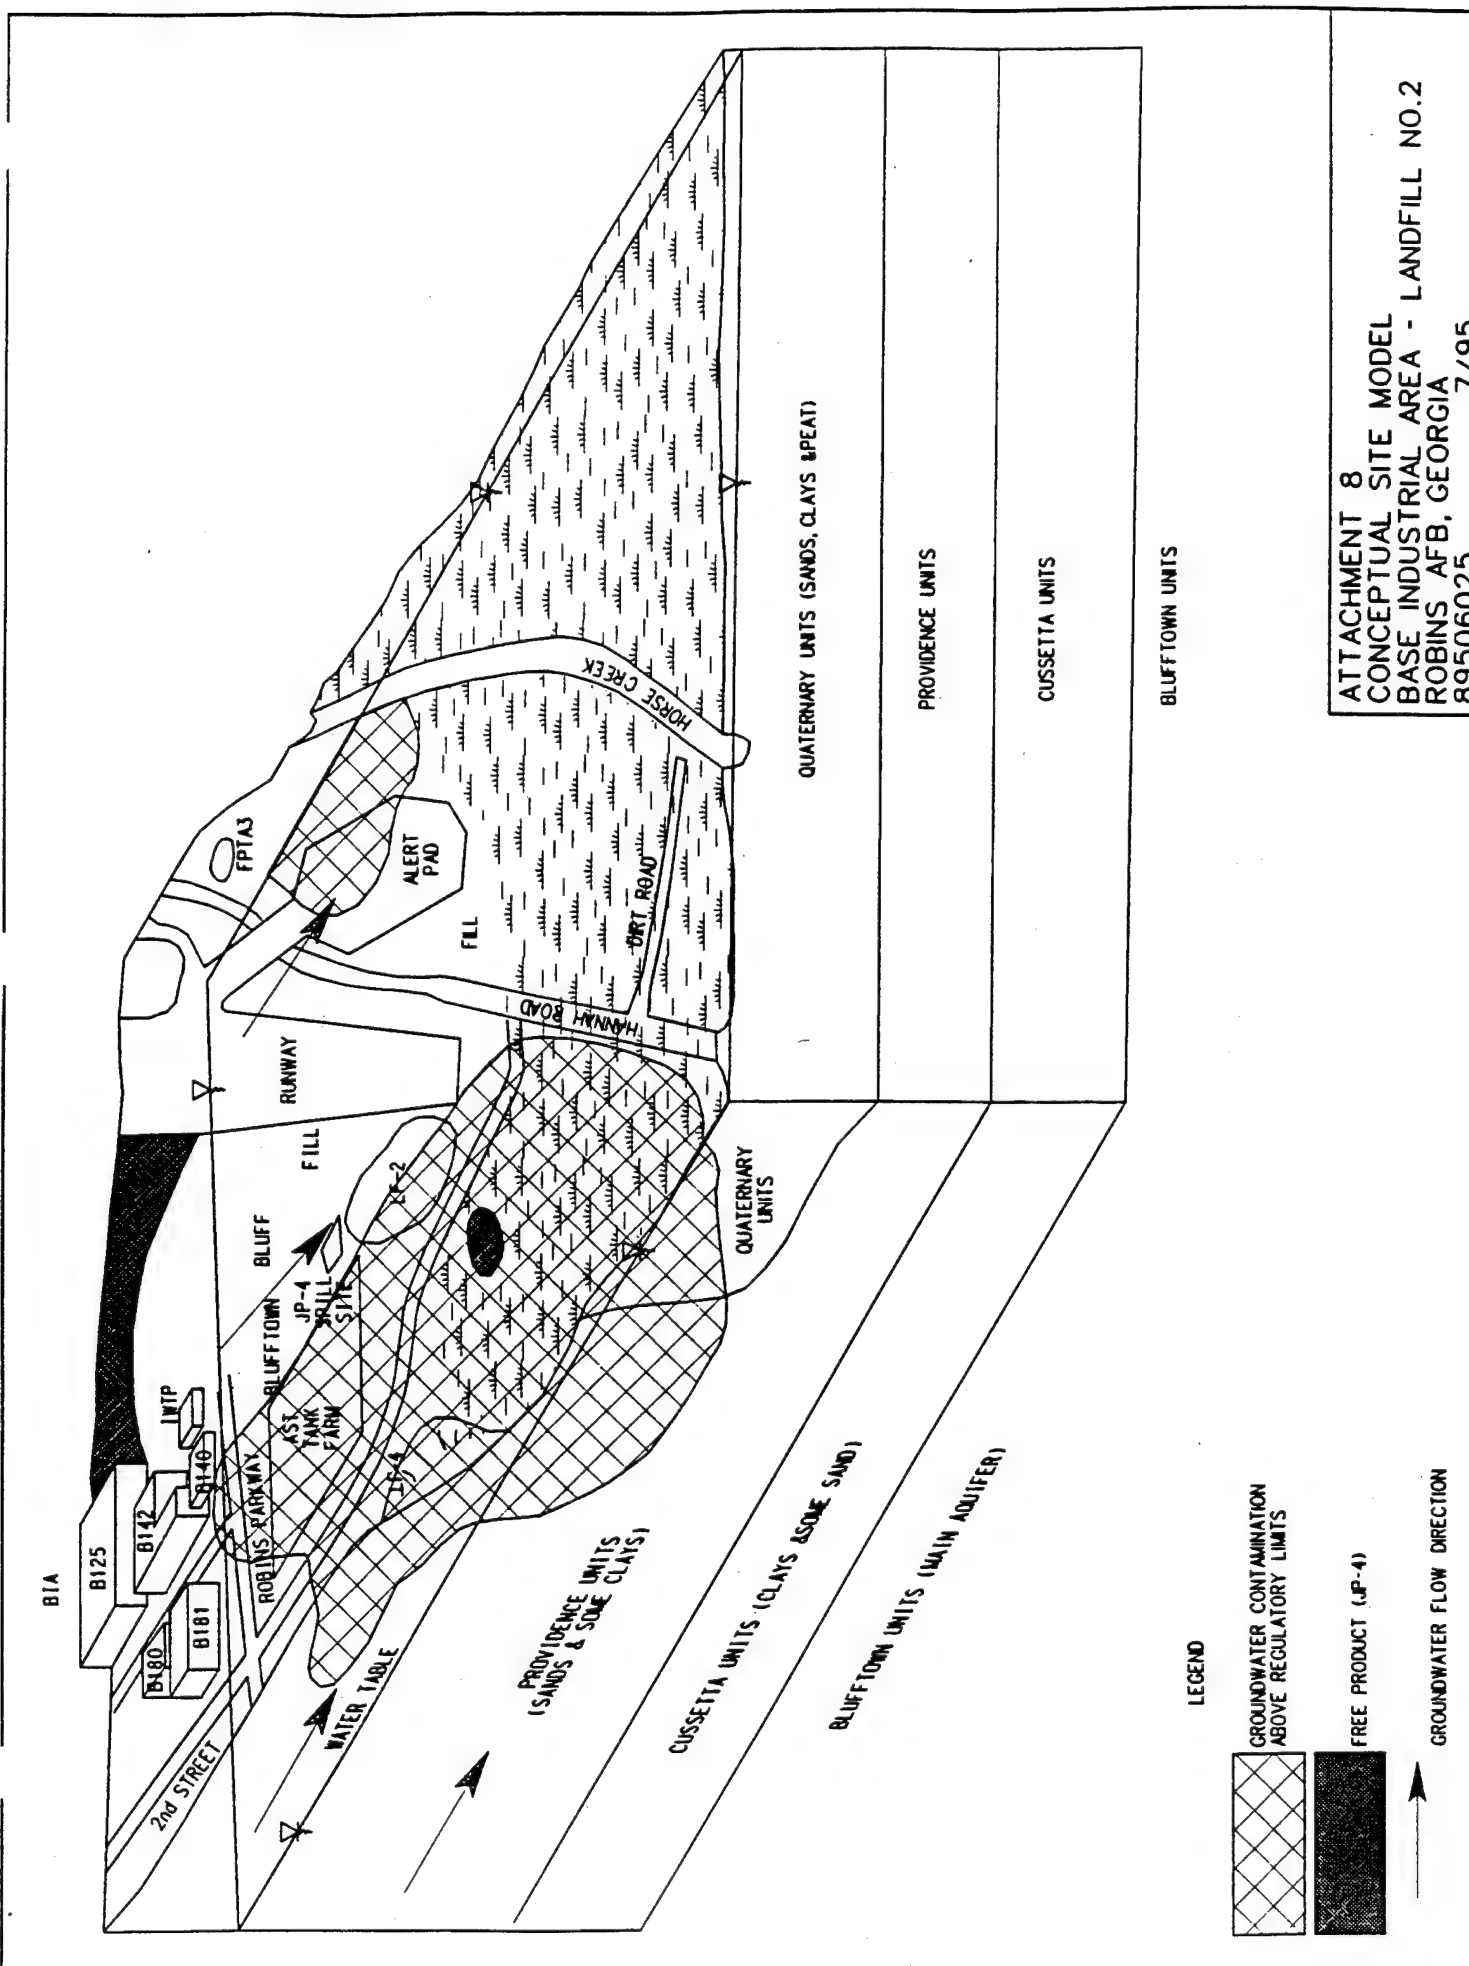 BIA
B125
B142
B180
B181
B140
IWTP
2nd STREET
ROBINS PARKWAY
BLUFFTOWN BLUFF
AST
TANK
FARM
JP-4
SPILL
SITE
FILL
RUNWAY
LF-2
FPTA3
ALERT
PAD
FILL
HANNAH ROAD
DIRT ROAD
HORSE CREEK
WATER TABLE
PROVIDENCE UNITS
(SANDS & SOME CLAYS)
CUSSETTA UNITS (CLAYS & SOME SAND)
BLUFFTOWN UNITS (MAIN AQUIFER)
QUATERNARY
UNITS
QUATERNARY UNITS (SANDS, CLAYS & PEAT)
PROVIDENCE UNITS
CUSSETTA UNITS
BLUFFTOWN UNITS
LEGEND
GROUNDWATER CONTAMINATION
ABOVE REGULATORY LIMITS
FREE PRODUCT (JP-4)
GROUNDWATER FLOW DIRECTION
ATTACHMENT 8
CONCEPTUAL SITE MODEL
BASE INDUSTRIAL AREA - LANDFILL NO.2
ROBINS AFB, GEORGIA
89506025 7/95